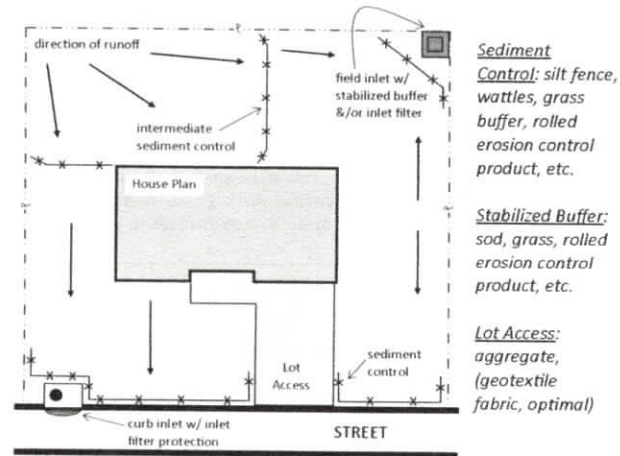 direction of runoff
field inlet w/
stabilized buffer
&/or inlet filter
intermediate
sediment control
House Plan
Lot
Access
sediment
control
curb inlet w/ inlet
filter protection
STREET
Sediment
Control: silt fence,
wattles, grass
buffer, rolled
erosion control
product, etc.
Stabilized Buffer:
sod, grass, rolled
erosion control
product, etc.
Lot Access:
aggregate,
(geotextile
fabric, optimal)